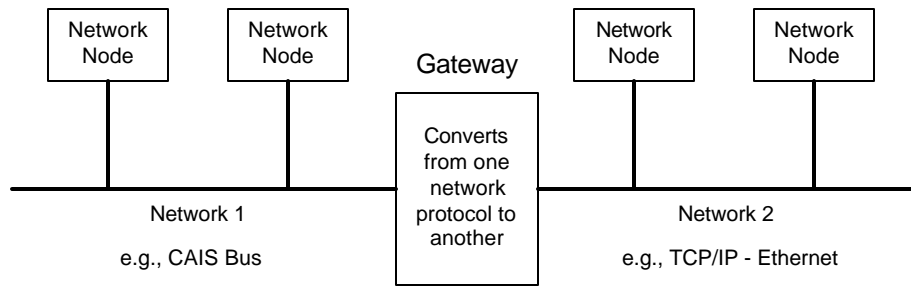 Network
Node
Network
Node
Gateway
Network
Node
Network
Node
Converts
from one
network
protocol to
another
Network 1
e.g., CAIS Bus
Network 2
e.g., TCP/IP - Ethernet